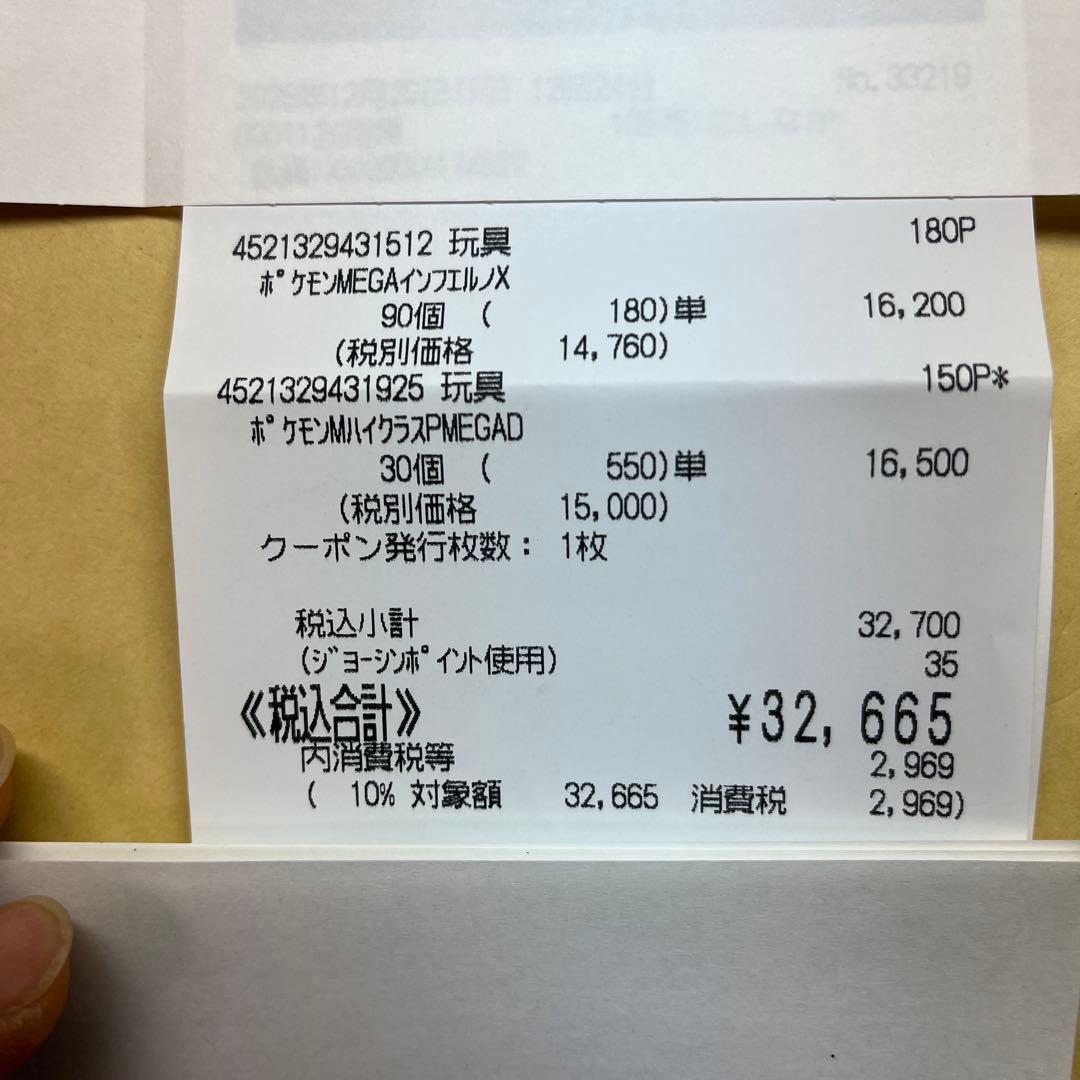 No.33219
4521329431512 玩具 180P
ポケモンMEGAインフエルノX
90個 ( 180)単 16,200
(税別価格 14,760)
4521329431925 玩具 150P*
ポケモンMハイクラスPMEGAD
30個 ( 550)単 16,500
(税別価格 15,000)
クーポン発行枚数: 1枚
税込小計 32,700
(ジョーシンポイント使用) 35
《税込合計》 ¥32,665
内消費税等 2,969
( 10% 対象額 32,665 消費税 2,969)